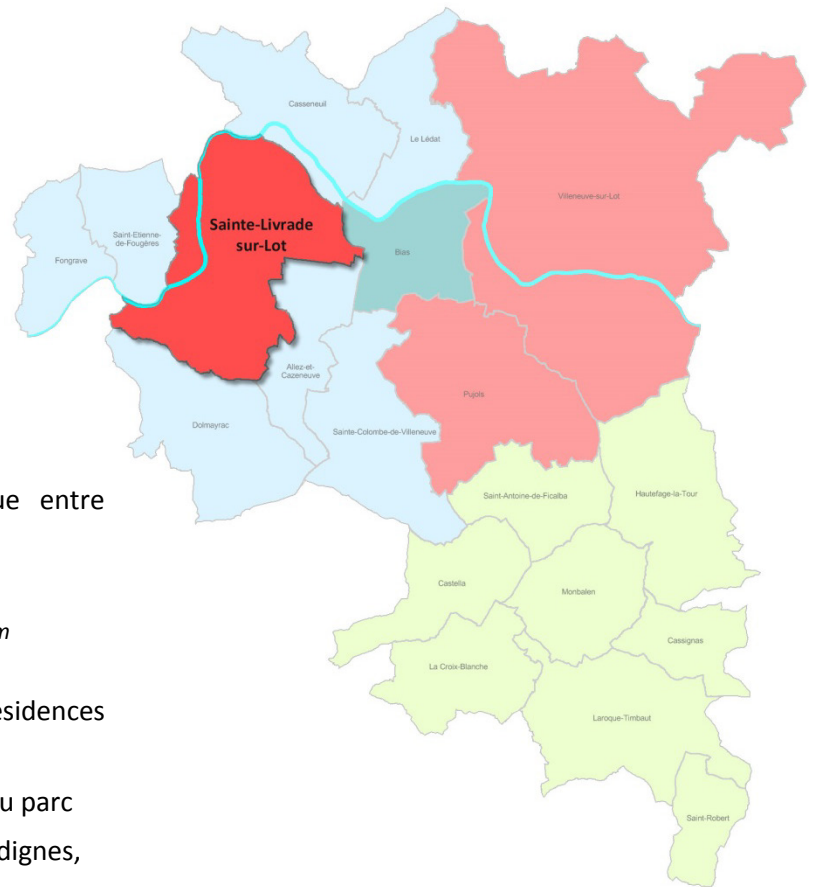 Casseneuil
Le Lédat
Villeneuve-sur-Lot
Sainte-Livrade
sur-Lot
Saint-Etienne-
de-Fougères
Fongrave
Bias
Allez-et-
Cazeneuve
Pujols
Dolmayrac
Sainte-Colombe-de-Villeneuve
ue entre
Saint-Antoine-de-Ficalba
Hautefage-la-Tour
Castella
Monbalen
m
Cassignas
La Croix-Blanche
ésidences
Laroque-Timbaut
u parc
Saint-Robert
dignes,